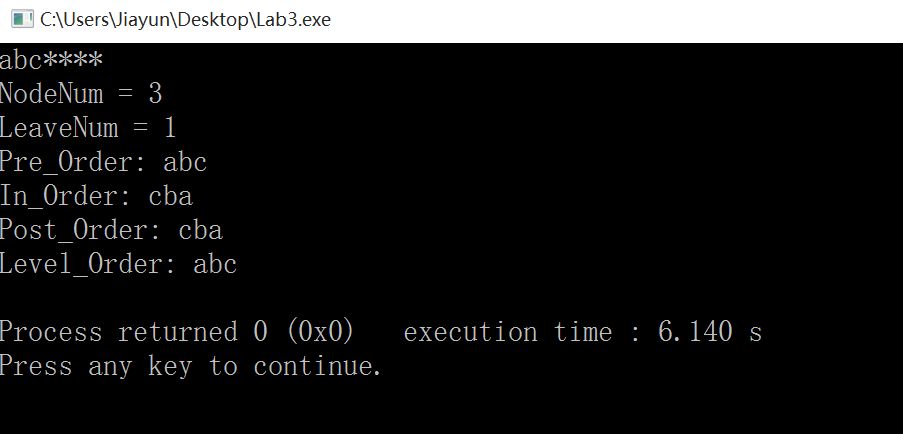 C:\Users\Jiayun\Desktop\Lab3.exe
abc****
NodeNum = 3
LeaveNum = 1
Pre_Order: abc
In_Order: cba
Post_Order: cba
Level_Order: abc
Process returned 0 (0x0)   execution time : 6.140 s
Press any key to continue.